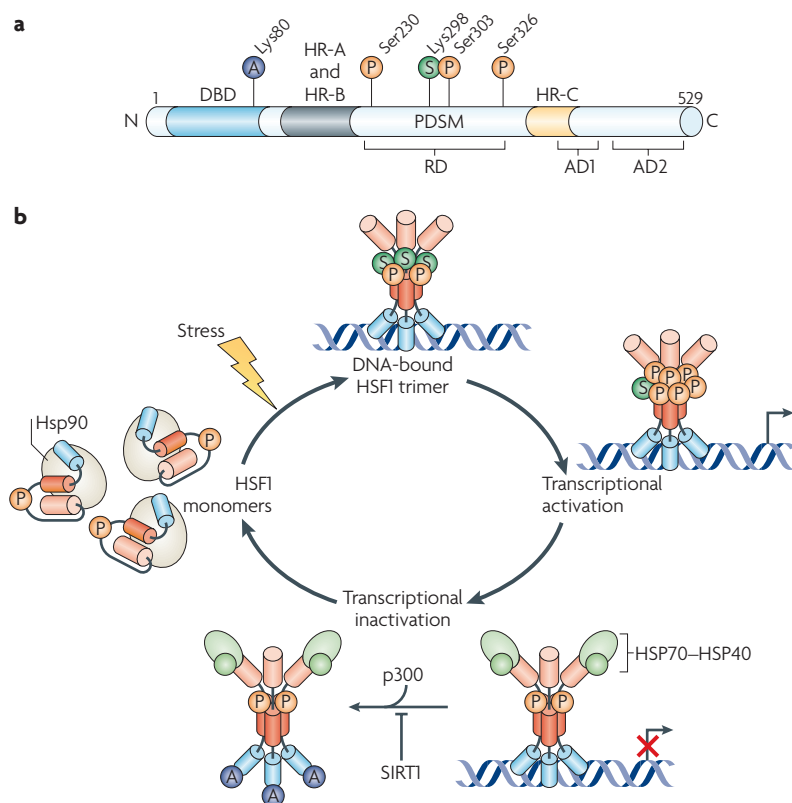 a
Lys80
Ser230
Lys298
Ser303
Ser326
A
P
S
P
P
HR-A
and
HR-B
1
DBD
HR-C
529
N
PDSM
C
RD
AD1
AD2
b
S
S
S
P
P
Stress
DNA-bound
HSF1 trimer
P
P
P
S
P
P
P
Hsp90
P
P
P
HSF1
monomers
Transcriptional
activation
Transcriptional
inactivation
HSP70–HSP40
p300
P
P
P
P
SIRT1
A
A
A